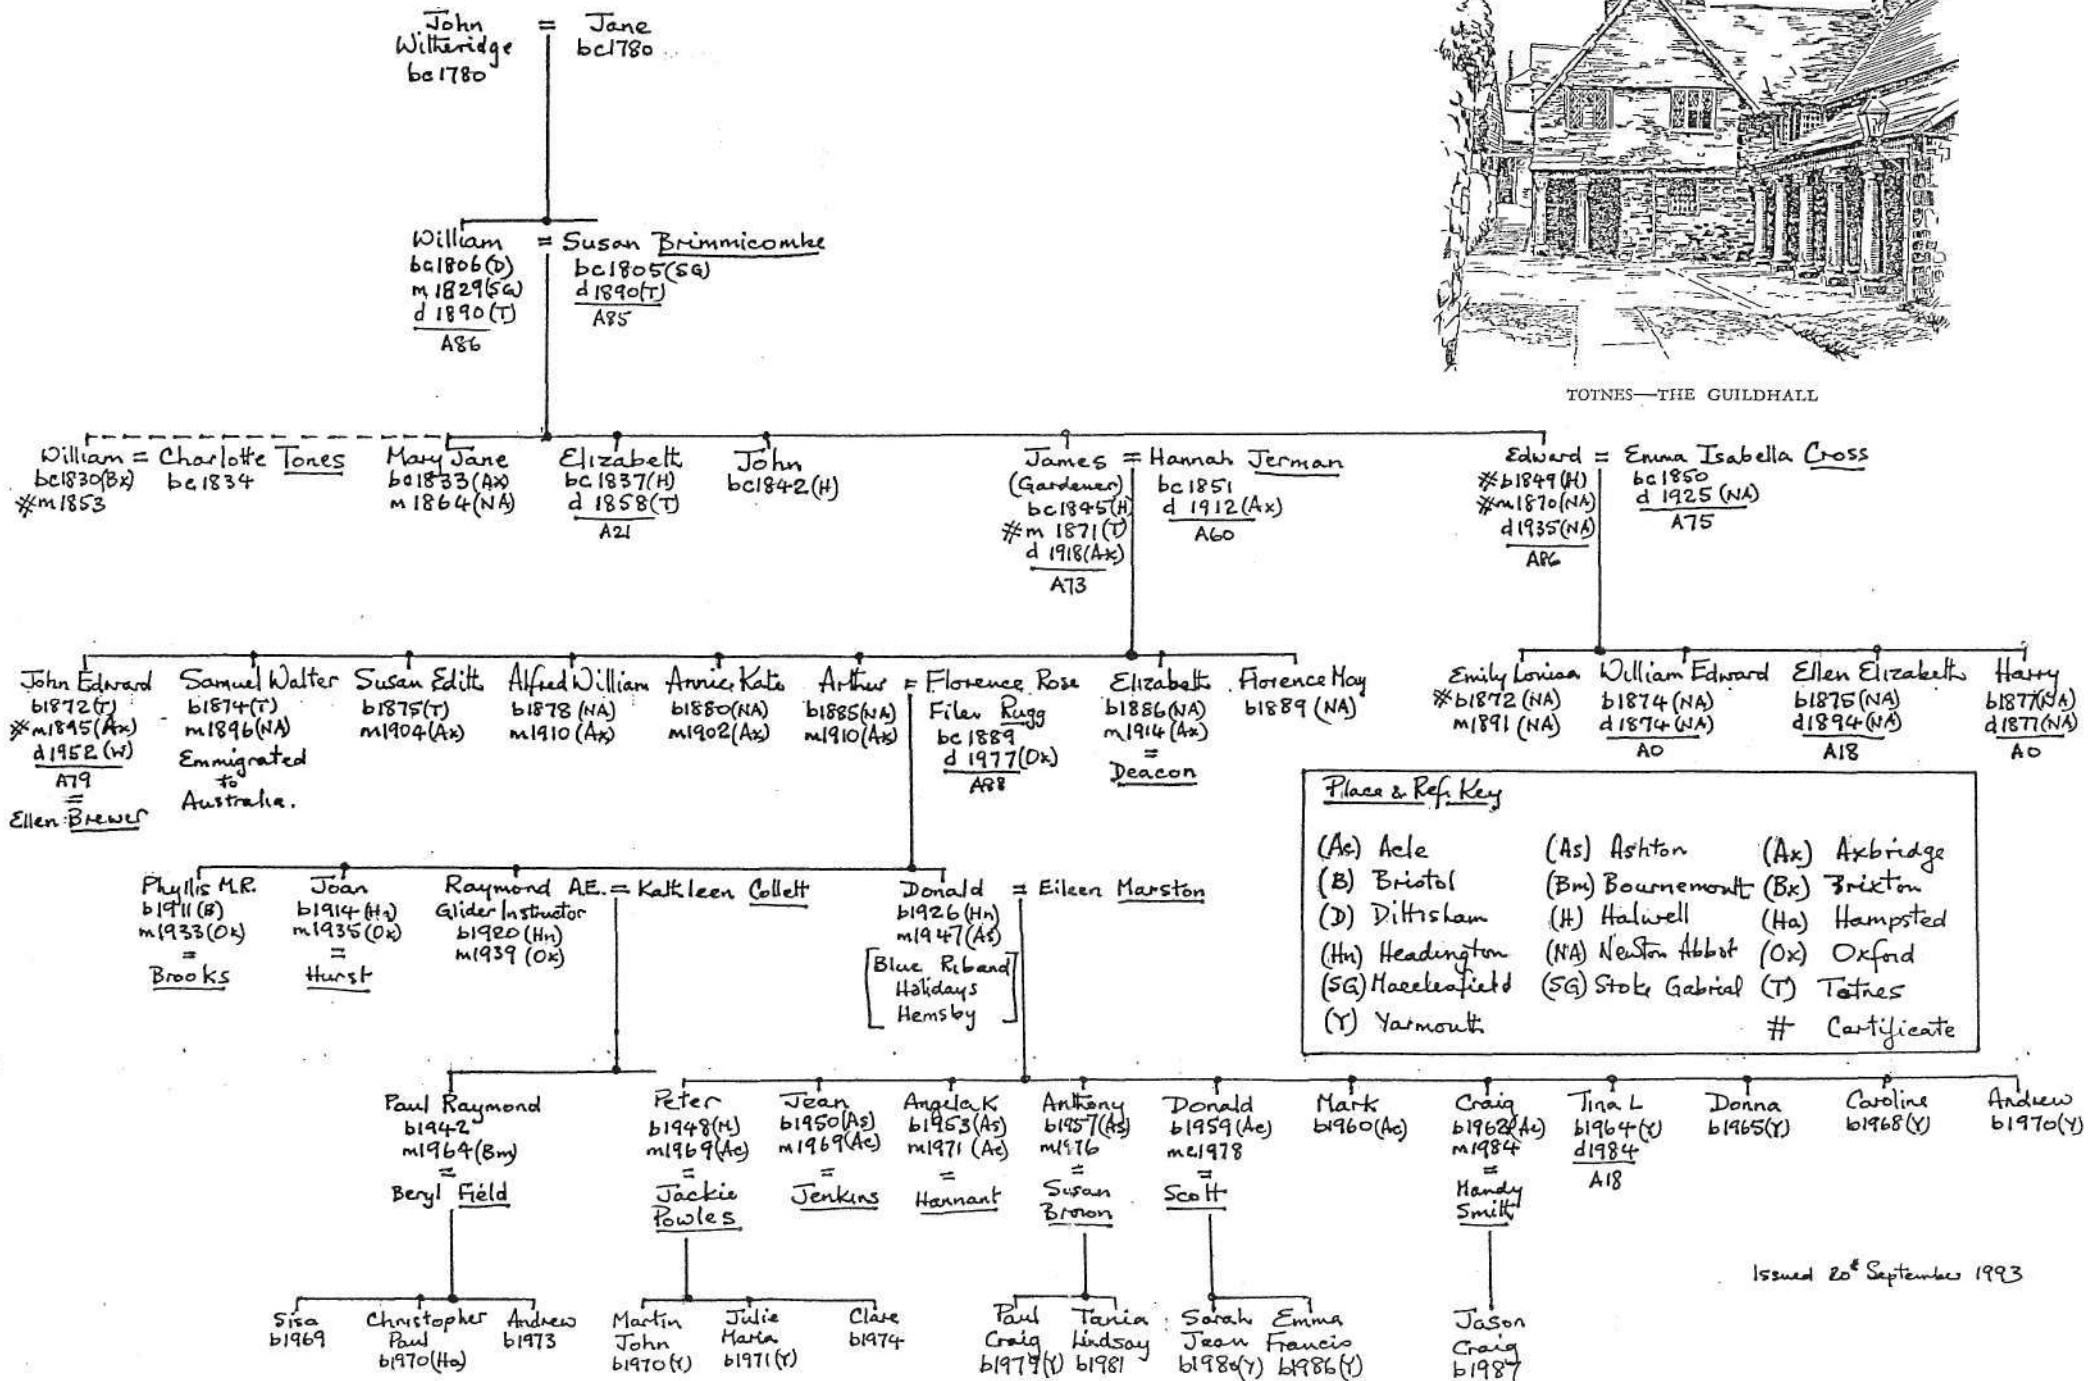 John = Jane
Witheridge bc1780
bc1780
William = Susan Brimmicombe
bc1806(D) bc1805(SG)
m 1829(SG) d 1890(T)
d 1890(T) A85
A86
TOTNES—THE GUILDHALL
William = Charlotte Tones
bc1830(Bx) bc1834
#m1853
Mary Jane
bc1833(Ax)
m1864(NA)
Elizabeth
bc1837(H)
d 1858(T)
A21
John
bc1842(H)
James = Hannah Jerman
(Gardener) bc1851
bc1845(H) d 1912(Ax)
#m 1871(T) A60
d 1918(Ax)
A73
Edward = Emma Isabella Cross
#b1849(H) bc1850
#m1870(NA) d 1925(NA)
d1935(NA) A75
A86
John Edward
b1872(T)
#m1895(Ax)
d1952(W)
A79
=
Ellen Brewer
Samuel Walter
b1874(T)
m1896(NA)
Emmigrated
to
Australia.
Susan Edith
b1875(T)
m1904(Ax)
Alfred William
b1878(NA)
m1910(Ax)
Annie Kate
b1880(NA)
m1902(Ax)
Arthur = Florence Rose
b1885(NA) Filer Rugg
m1910(Ax) bc1889
d 1977(Ox)
A88
Elizabeth
b1886(NA)
m1914(Ax)
=
Deacon
Florence May
b1889(NA)
Emily Louisa
#b1872(NA)
m1891(NA)
William Edward
b1874(NA)
d1874(NA)
A0
Ellen Elizabeth
b1875(NA)
d1894(NA)
A18
Harry
b1877(NA)
d1877(NA)
A0
Place & Ref. Key
(Ac) Acle (As) Ashton (Ax) Axbridge
(B) Bristol (Bm) Bournemouth (Bx) Brixton
(D) Dittisham (H) Halwell (Ha) Hampsted
(Hn) Headington (NA) Newton Abbot (Ox) Oxford
(SG) Macclesfield (SG) Stoke Gabrial (T) Totnes
(Y) Yarmouth # Certificate
Phyllis M.R.
b1911(B)
m1933(Ox)
=
Brooks
Joan
b1914(Hn)
m1935(Ox)
=
Hurst
Raymond A.E. = Kathleen Collett
Glider Instructor
b1920(Hn)
m1939(Ox)
Donald = Eileen Marston
b1926(Hn)
m1947(As)
[Blue Riband
Holidays
Hemsby]
Paul Raymond
b1942
m1964(Bm)
=
Beryl Field
Peter
b1948(M)
m1969(Ac)
=
Jackie
Powles
Jean
b1950(As)
m1969(Ac)
=
Jenkins
Angela K
b1953(As)
m1971(Ac)
=
Hannant
Anthony
b1957(As)
m1976
=
Susan
Brown
Donald
b1959(Ac)
mc1978
=
Scott
Mark
b1960(Ac)
Craig
b1962(Ac)
m1984
=
Mandy
Smith
Tina L
b1964(Y)
d1984
A18
Donna
b1965(Y)
Caroline
b1968(Y)
Andrew
b1970(Y)
Sisa
b1969
Christopher
Paul
b1970(Ha)
Andrew
b1973
Martin
John
b1970(Y)
Julie
Maria
b1971(Y)
Clare
b1974
Paul
Craig
b1979(Y)
Tania
Lindsay
b1981
Sarah
Jean
(Y)
Emma
Francis
b1986(Y)
Jason
Craig
b1987
Issued 20th September 1993